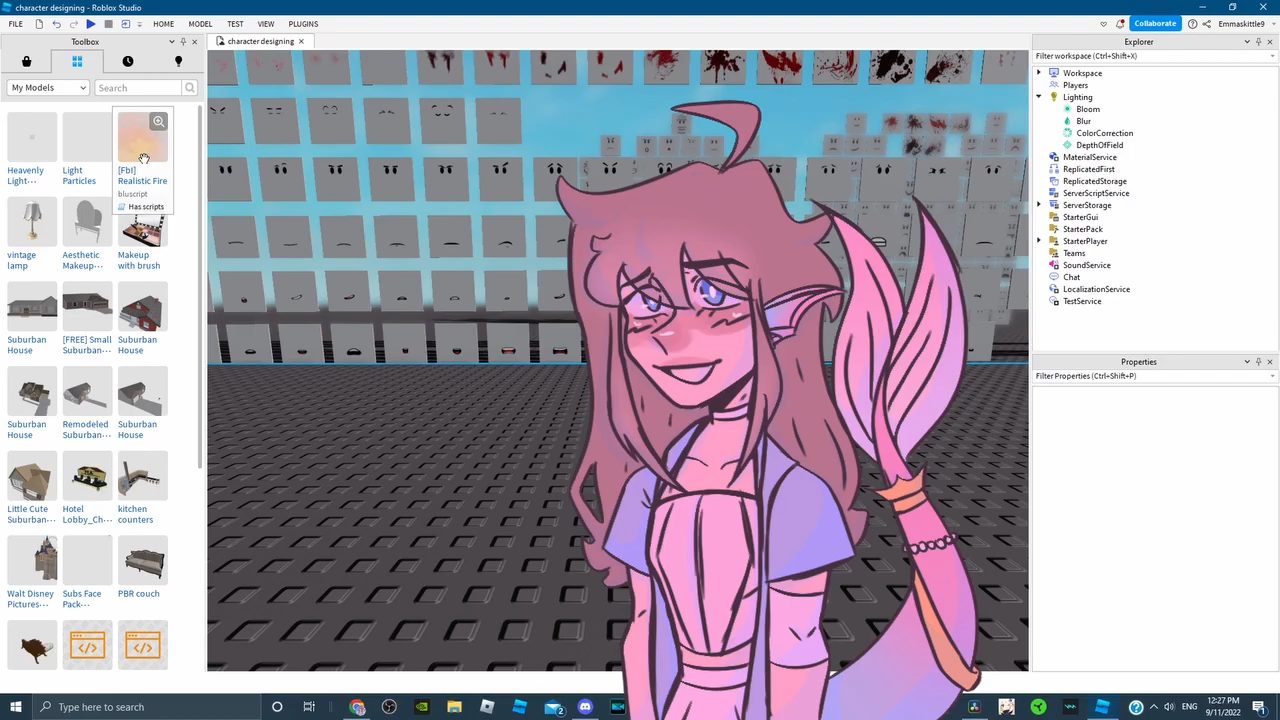 character designing - Roblox Studio
FILE
HOME
MODEL
TEST
VIEW
PLUGINS
Collaborate
Emmaskittle9
Toolbox
My Models
Search
Heavenly
Light...
Light
Particles
[FbI]
Realistic Fire
bluscript
Has scripts
vintage
lamp
Aesthetic
Makeup...
Makeup
with brush
Suburban
House
[FREE] Small
Suburban...
Suburban
House
Suburban
House
Remodeled
Suburban...
Suburban
House
Little Cute
Suburban...
Hotel
Lobby_Ch...
kitchen
counters
Walt Disney
Pictures...
Subs Face
Pack...
PBR couch
character designing
Explorer
Filter workspace (Ctrl+Shift+X)
Workspace
Players
Lighting
Bloom
Blur
ColorCorrection
DepthOfField
MaterialService
ReplicatedFirst
ReplicatedStorage
ServerScriptService
ServerStorage
StarterGui
StarterPack
StarterPlayer
Teams
SoundService
Chat
LocalizationService
TestService
Properties
Filter Properties (Ctrl+Shift+P)
Type here to search
ENG
12:27 PM
9/11/2022